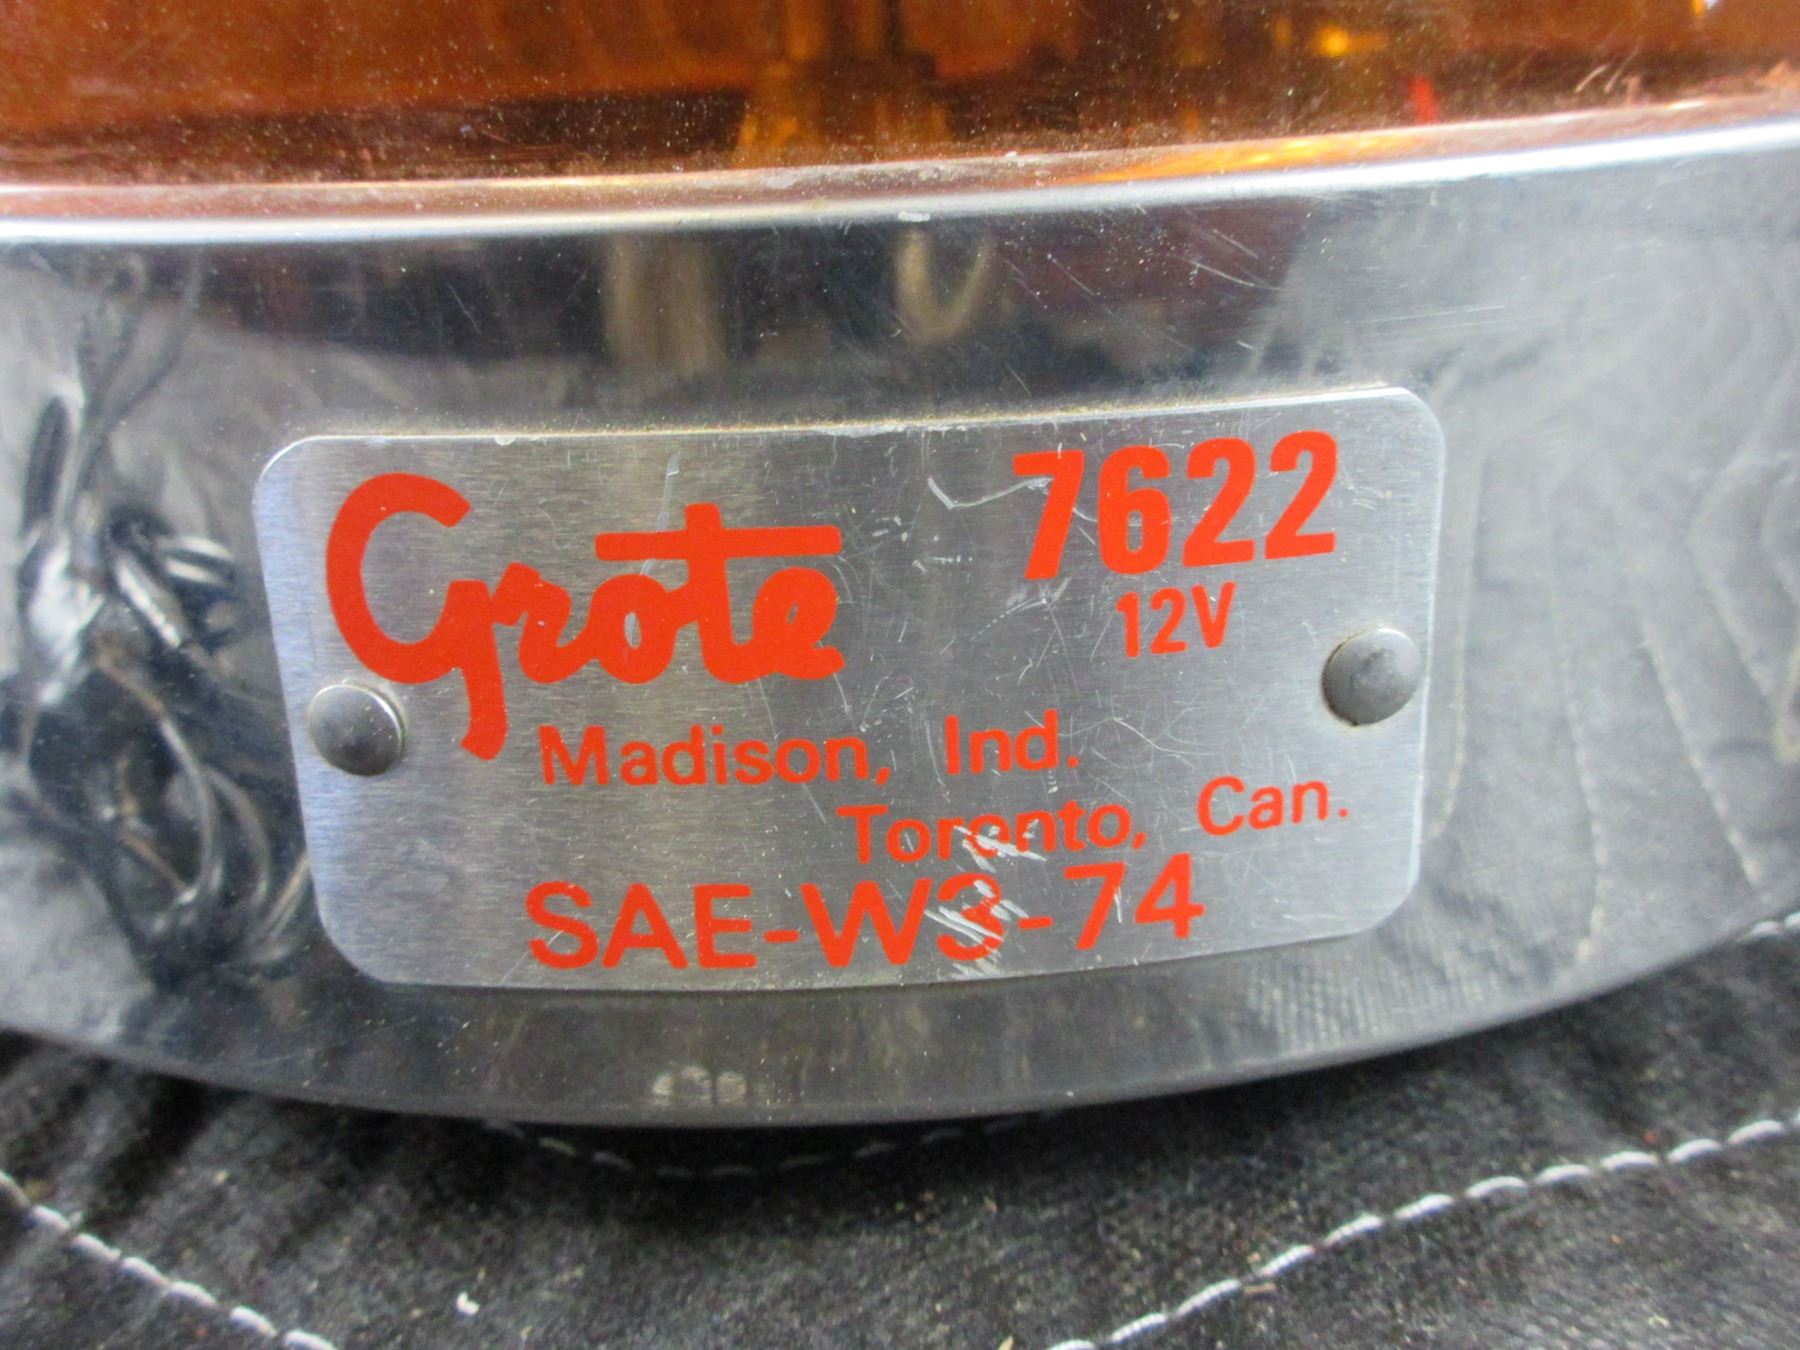 Grote 7622
12V
Madison, Ind.
Toronto, Can.
SAE-W3-74